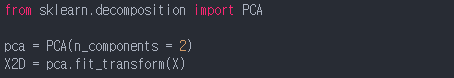 from sklearn.decomposition import PCA
pca = PCA(n_components = 2)
X2D = pca.fit_transform(X)